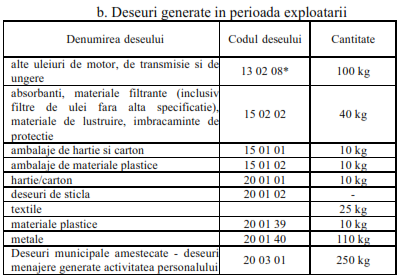 b. Deseuri generate in perioada exploatarii
Denumirea deseului Codul deseului Cantitate
alte uleiuri de motor, de transmisie si de
ungere 13 02 08* 100 kg
absorbanti, materiale filtrante (inclusiv
filtre de ulei fara alta specificatie),
materiale de lustruire, imbracaminte de
protectie 15 02 02 40 kg
ambalaje de hartie si carton 15 01 01 10 kg
ambalaje de materiale plastice 15 01 02 10 kg
hartie/carton 20 01 01 10 kg
deseuri de sticla 20 01 02 -
textile 25 kg
materiale plastice 20 01 39 10 kg
metale 20 01 40 110 kg
Deseuri municipale amestecate - deseuri
menajere generate activitatea personalului 20 03 01 250 kg